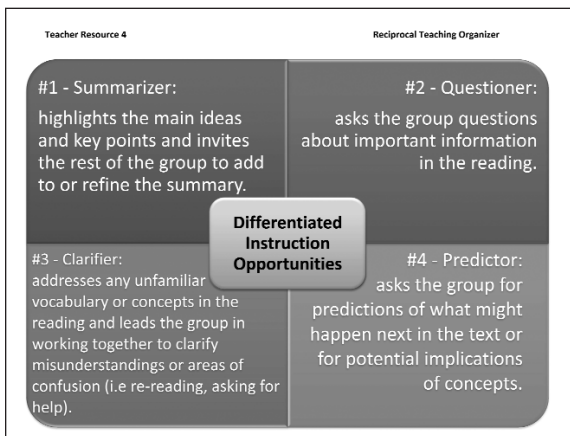 Teacher Resource 4
Reciprocal Teaching Organizer
#1 - Summarizer:
highlights the main ideas
and key points and invites
the rest of the group to add
to or refine the summary.
#2 - Questioner:
asks the group questions
about important information
in the reading.
Differentiated
Instruction
Opportunities
#3 - Clarifier:
addresses any unfamiliar
vocabulary or concepts in the
reading and leads the group in
working together to clarify
misunderstandings or areas of
confusion (i.e re-reading, asking for
help).
#4 - Predictor:
asks the group for
predictions of what might
happen next in the text or
for potential implications
of concepts.